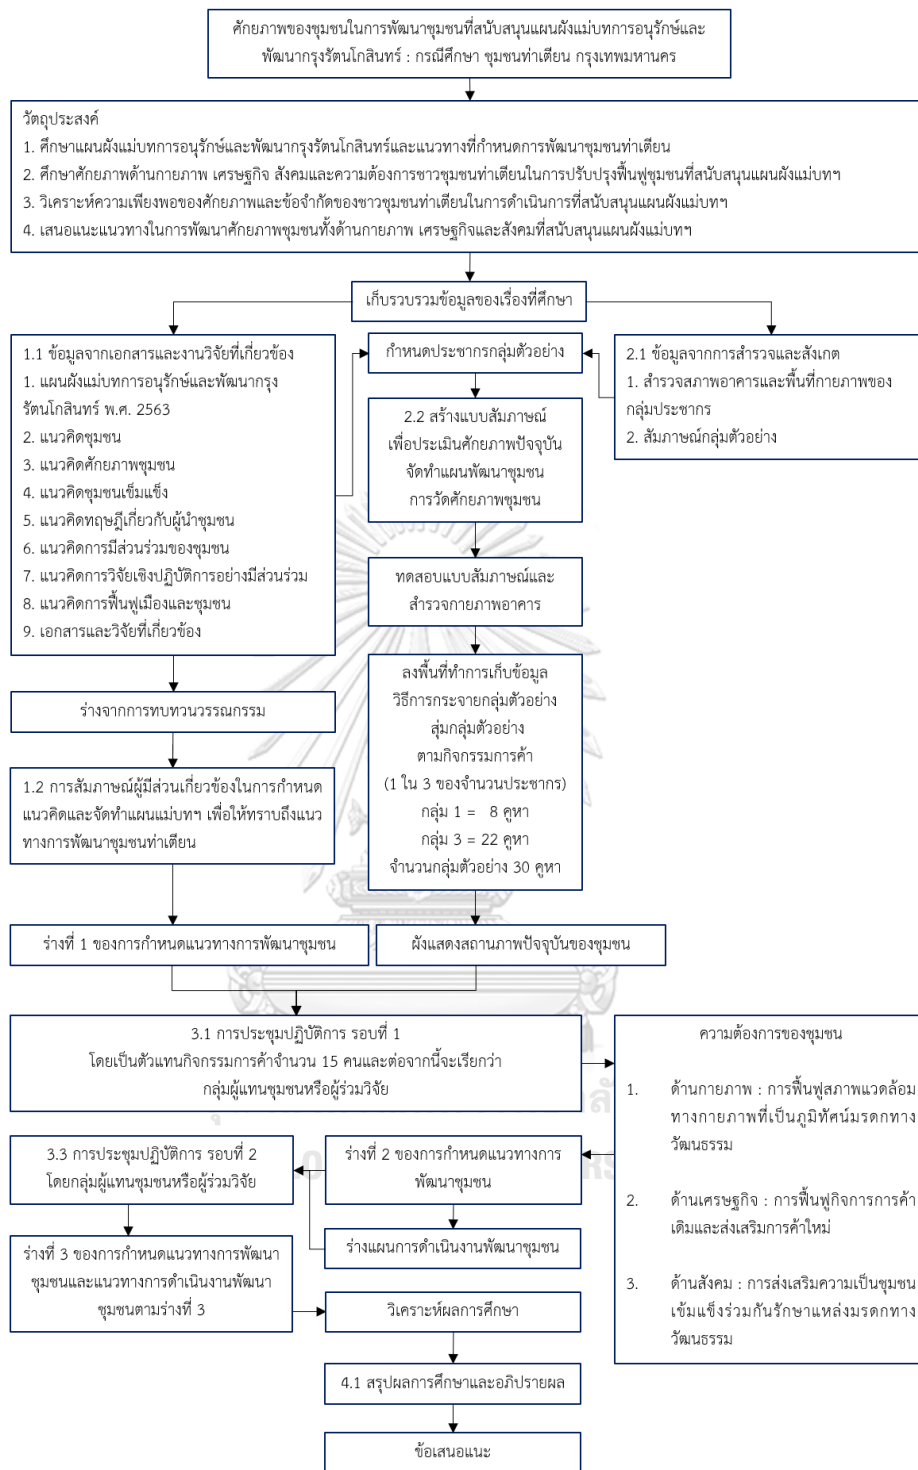 ศักยภาพของชุมชนในการพัฒนาชุมชนที่สนับสนุนแผนผังแม่บทการอนุรักษ์และ
พัฒนากรุงรัตนโกสินทร์ : กรณีศึกษา ชุมชนท่าเตียน กรุงเทพมหานคร
วัตถุประสงค์
1. ศึกษาแผนผังแม่บทการอนุรักษ์และพัฒนากรุงรัตนโกสินทร์และแนวทางที่กำหนดการพัฒนาชุมชนท่าเตียน
2. ศึกษาศักยภาพด้านกายภาพ เศรษฐกิจ สังคมและความต้องการชาวชุมชนท่าเตียนในการปรับปรุงฟื้นฟูชุมชนที่สนับสนุนแผนผังแม่บทฯ
3. วิเคราะห์ความเพียงพอของศักยภาพและข้อจำกัดของชาวชุมชนท่าเตียนในการดำเนินการที่สนับสนุนแผนผังแม่บทฯ
4. เสนอแนะแนวทางในการพัฒนาศักยภาพชุมชนทั้งด้านกายภาพ เศรษฐกิจและสังคมที่สนับสนุนแผนผังแม่บทฯ
เก็บรวบรวมข้อมูลของเรื่องที่ศึกษา
1.1 ข้อมูลจากเอกสารและงานวิจัยที่เกี่ยวข้อง
1. แผนผังแม่บทการอนุรักษ์และพัฒนากรุง
รัตนโกสินทร์ พ.ศ. 2563
2. แนวคิดชุมชน
3. แนวคิดศักยภาพชุมชน
4. แนวคิดชุมชนเข้มแข็ง
5. แนวคิดทฤษฎีเกี่ยวกับผู้นำชุมชน
6. แนวคิดการมีส่วนร่วมของชุมชน
7. แนวคิดการวิจัยเชิงปฏิบัติการอย่างมีส่วนร่วม
8. แนวคิดการฟื้นฟูเมืองและชุมชน
9. เอกสารและวิจัยที่เกี่ยวข้อง
กำหนดประชากรกลุ่มตัวอย่าง
2.1 ข้อมูลจากการสำรวจและสังเกต
1. สำรวจสภาพอาคารและพื้นที่กายภาพของ
กลุ่มประชากร
2. สัมภาษณ์กลุ่มตัวอย่าง
2.2 สร้างแบบสัมภาษณ์
เพื่อประเมินศักยภาพปัจจุบัน
จัดทำแผนพัฒนาชุมชน
การวัดศักยภาพชุมชน
ทดสอบแบบสัมภาษณ์และ
สำรวจกายภาพอาคาร
ร่างจากการทบทวนวรรณกรรม
ลงพื้นที่ทำการเก็บข้อมูล
วิธีการกระจายกลุ่มตัวอย่าง
สุ่มกลุ่มตัวอย่าง
ตามกิจกรรมการค้า
(1 ใน 3 ของจำนวนประชากร)
กลุ่ม 1 = 8 คูหา
กลุ่ม 3 = 22 คูหา
จำนวนกลุ่มตัวอย่าง 30 คูหา
1.2 การสัมภาษณ์ผู้มีส่วนเกี่ยวข้องในการกำหนด
แนวคิดและจัดทำแผนแม่บทฯ เพื่อให้ทราบถึงแนว
ทางการพัฒนาชุมชนท่าเตียน
ร่างที่ 1 ของการกำหนดแนวทางการพัฒนาชุมชน
ผังแสดงสถานภาพปัจจุบันของชุมชน
3.1 การประชุมปฏิบัติการ รอบที่ 1
โดยเป็นตัวแทนกิจกรรมการค้าจำนวน 15 คนและต่อจากนี้จะเรียกว่า
กลุ่มผู้แทนชุมชนหรือผู้ร่วมวิจัย
ความต้องการของชุมชน
1. ด้านกายภาพ : การฟื้นฟูสภาพแวดล้อม
ทางกายภาพที่เป็นภูมิทัศน์มรดกทาง
วัฒนธรรม
2. ด้านเศรษฐกิจ : การฟื้นฟูกิจการการค้า
เดิมและส่งเสริมการค้าใหม่
3. ด้านสังคม : การส่งเสริมความเป็นชุมชน
เข้มแข็งร่วมกันรักษาแหล่งมรดกทาง
วัฒนธรรม
3.3 การประชุมปฏิบัติการ รอบที่ 2
โดยกลุ่มผู้แทนชุมชนหรือผู้ร่วมวิจัย
ร่างที่ 2 ของการกำหนดแนวทางการ
พัฒนาชุมชน
ร่างแผนการดำเนินงานพัฒนาชุมชน
ร่างที่ 3 ของการกำหนดแนวทางการพัฒนา
ชุมชนและแนวทางการดำเนินงานพัฒนา
ชุมชนตามร่างที่ 3
วิเคราะห์ผลการศึกษา
4.1 สรุปผลการศึกษาและอภิปรายผล
ข้อเสนอแนะ